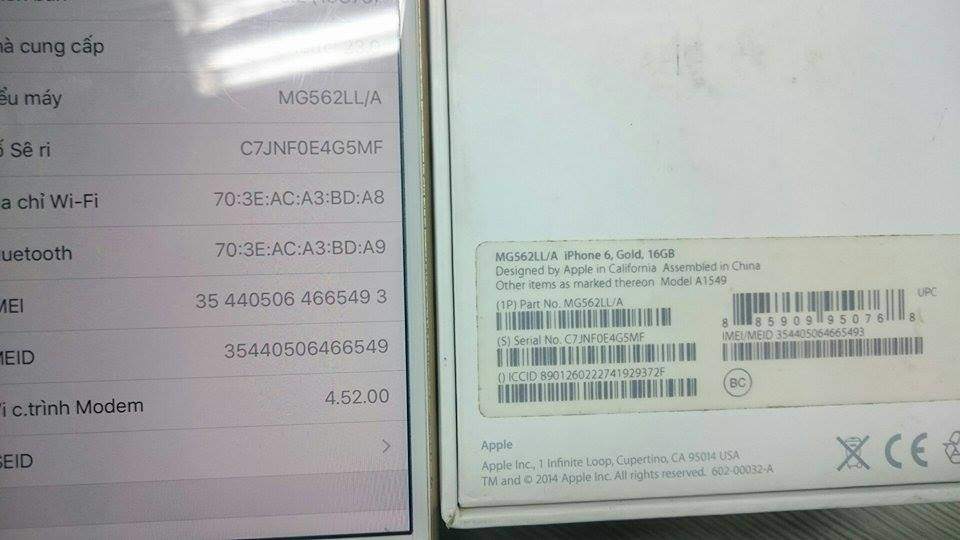 à cung cấp
ểu máy MG562LL/A
ố Sê ri C7JNF0E4G5MF
a chỉ Wi-Fi 70:3E:AC:A3:BD:A8
uetooth 70:3E:AC:A3:BD:A9
MEI 35 440506 466549 3
MEID 35440506466549
i c.trình Modem 4.52.00
SEID
MG562LL/A iPhone 6, Gold, 16GB
Designed by Apple in California Assembled in China
Other items as marked thereon Model A1549
(1P) Part No. MG562LL/A
(S) Serial No. C7JNF0E4G5MF
() ICCID 8901260222741929372F
UPC
8 85909 95076 8
IMEI/MEID 354405064665493
BC
Apple
Apple Inc., 1 Infinite Loop, Cupertino, CA 95014 USA
TM and © 2014 Apple Inc. All rights reserved. 602-00032-A
CE